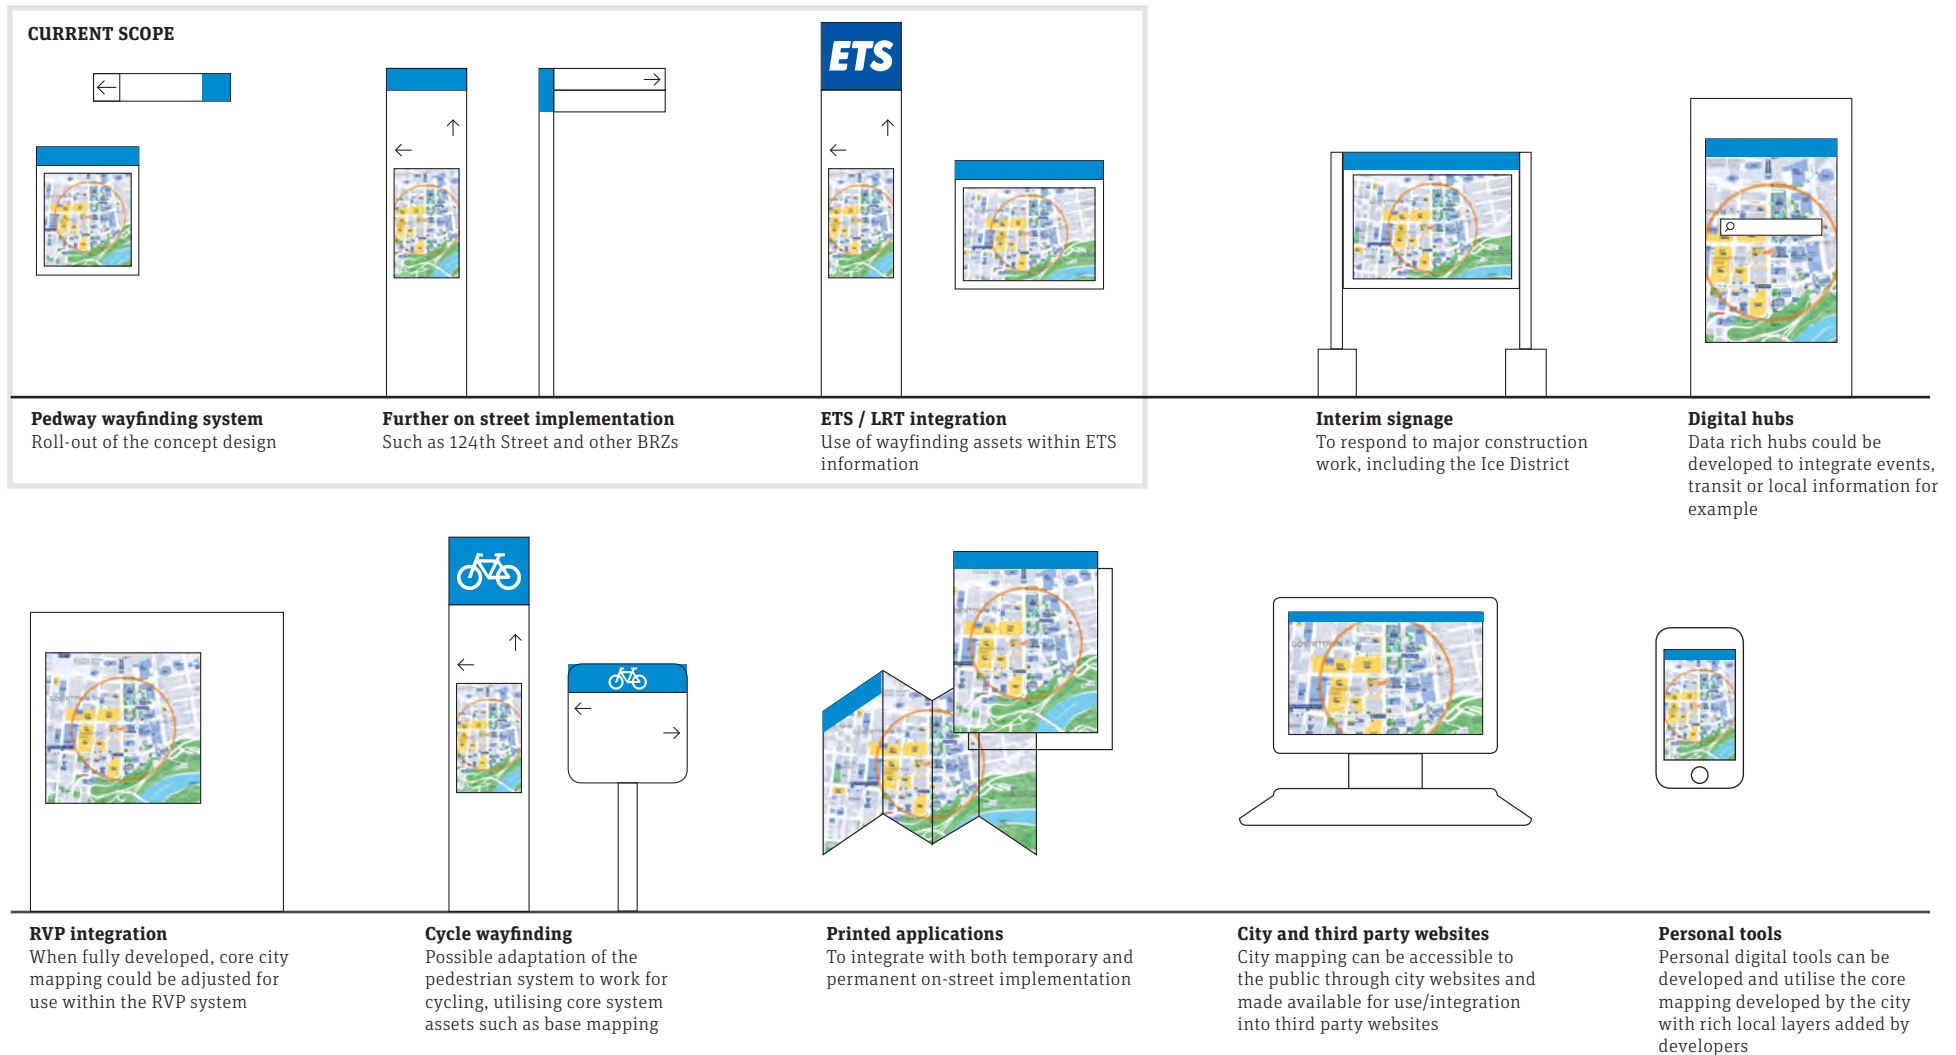 CURRENT SCOPE
ETS
Pedway wayfinding system
Roll-out of the concept design
Further on street implementation
Such as 124th Street and other BRZs
ETS / LRT integration
Use of wayfinding assets within ETS
information
Interim signage
To respond to major construction
work, including the Ice District
Digital hubs
Data rich hubs could be
developed to integrate events,
transit or local information for
example
RVP integration
When fully developed, core city
mapping could be adjusted for
use within the RVP system
Cycle wayfinding
Possible adaptation of the
pedestrian system to work for
cycling, utilising core system
assets such as base mapping
Printed applications
To integrate with both temporary and
permanent on-street implementation
City and third party websites
City mapping can be accessible to
the public through city websites and
made available for use/integration
into third party websites
Personal tools
Personal digital tools can be
developed and utilise the core
mapping developed by the city
with rich local layers added by
developers